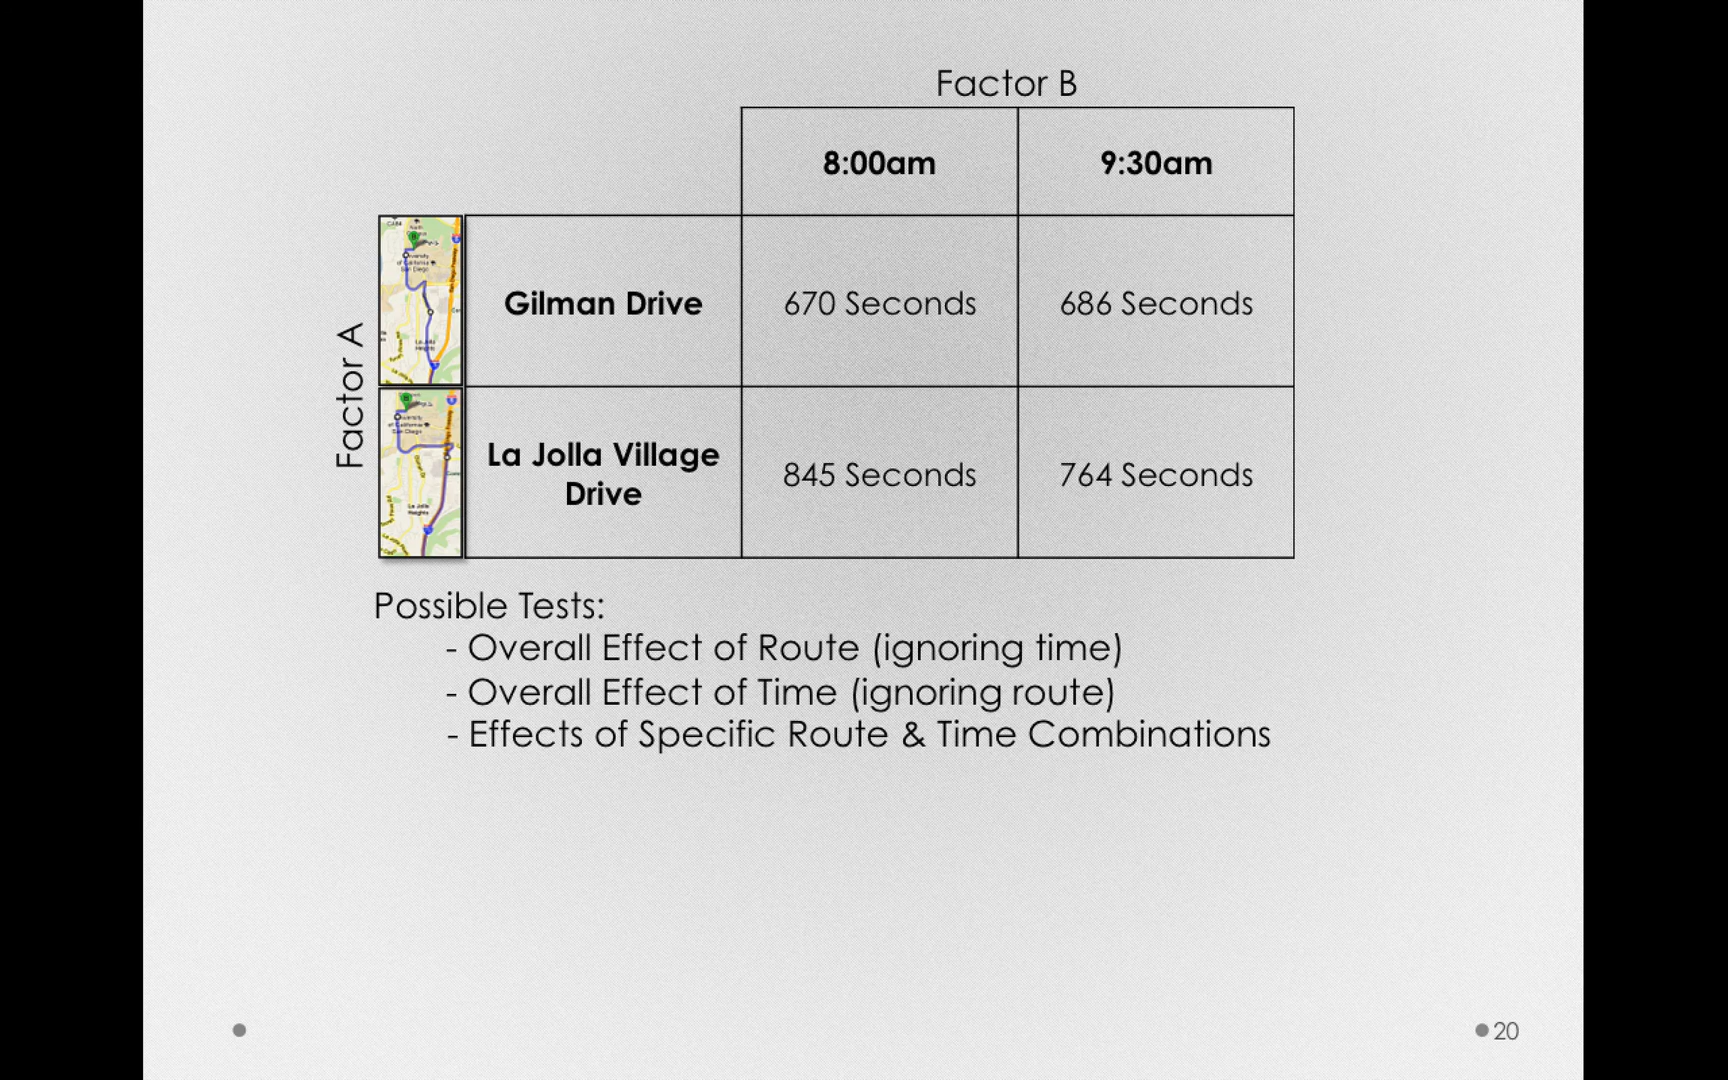 Factor B
8:00am
9:30am
Factor A
Gilman Drive
670 Seconds
686 Seconds
La Jolla Village
Drive
845 Seconds
764 Seconds
Possible Tests:
- Overall Effect of Route (ignoring time)
- Overall Effect of Time (ignoring route)
- Effects of Specific Route & Time Combinations
20